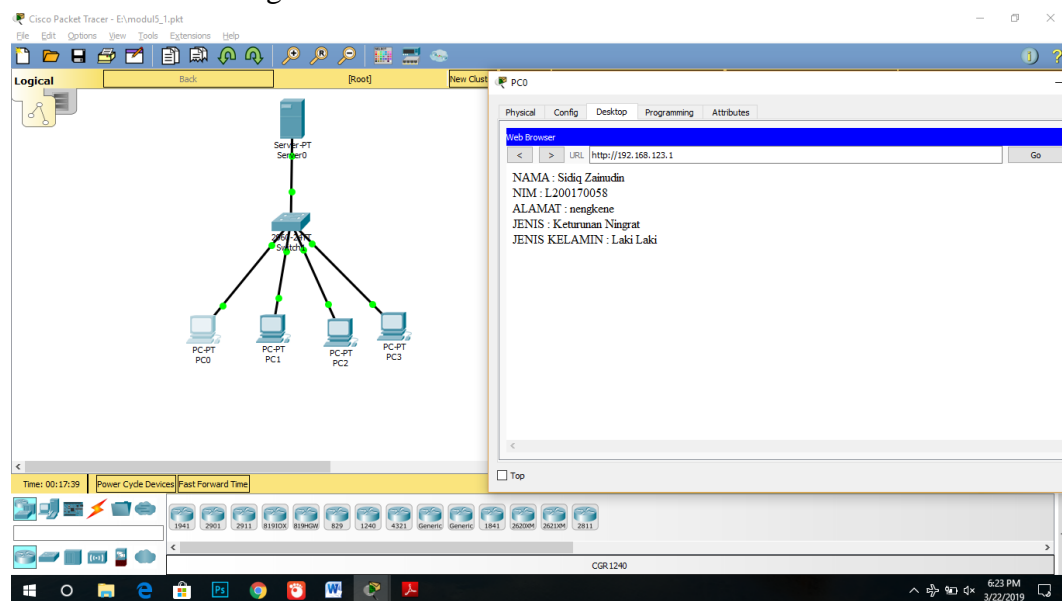 Cisco Packet Tracer - E:\modul5_1.pkt
File Edit Options View Tools Extensions Help
Logical Back [Root] New Clust
Server-PT
Server0
PC-PT
PC0
PC-PT
PC1
PC-PT
PC2
PC-PT
PC3
PC0
Physical Config Desktop Programming Attributes
Web Browser
< > URL http://192.168.123.1 Go
NAMA : Sidiq Zainudin
NIM : L200170058
ALAMAT : nengkene
JENIS : Keturunan Ningrat
JENIS KELAMIN : Laki Laki
Top
Time: 00:17:39 Power Cycle Devices Fast Forward Time
1941 2901 2911 819IOX 819HGW 829 1240 4321 Generic Generic 1841 2620XM 2621XM 2811
CGR1240
6:23 PM
3/22/2019